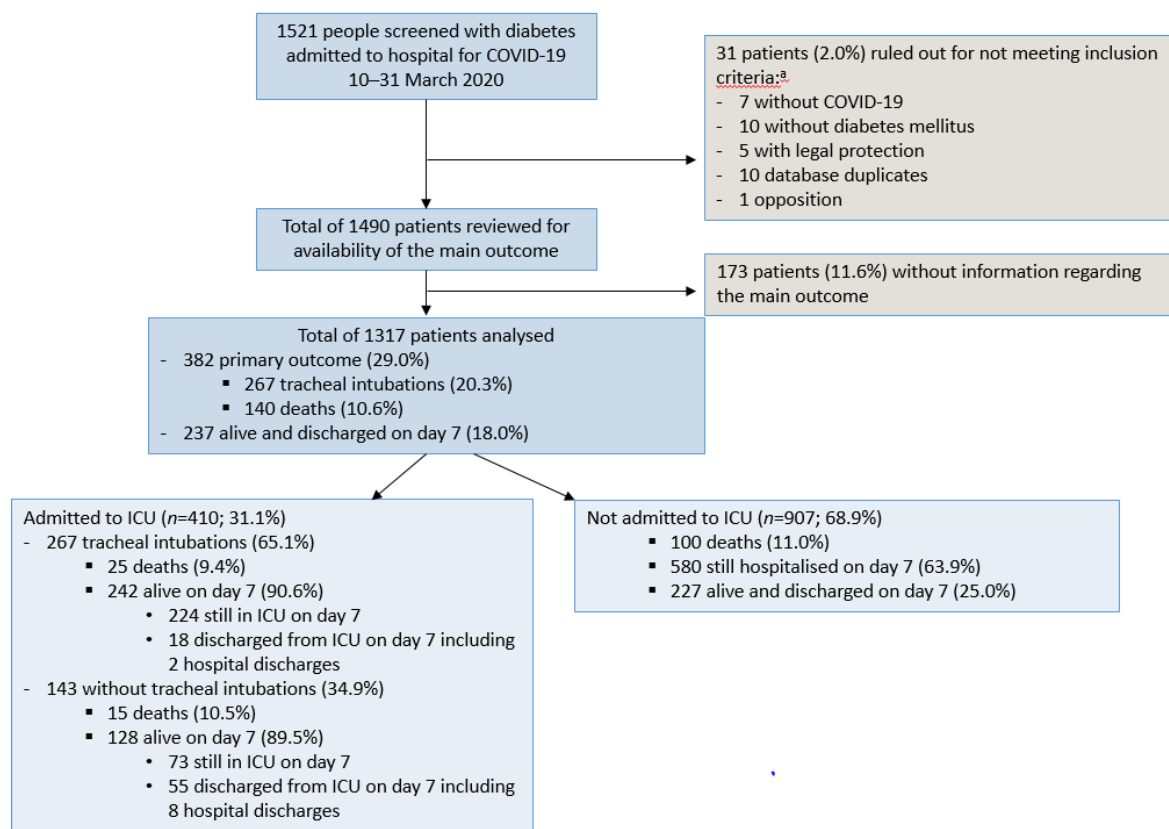 1521 people screened with diabetes
admitted to hospital for COVID-19
10–31 March 2020
31 patients (2.0%) ruled out for not meeting inclusion
criteria:ª
- 7 without COVID-19
- 10 without diabetes mellitus
- 5 with legal protection
- 10 database duplicates
- 1 opposition
Total of 1490 patients reviewed for
availability of the main outcome
173 patients (11.6%) without information regarding
the main outcome
Total of 1317 patients analysed
- 382 primary outcome (29.0%)
▪ 267 tracheal intubations (20.3%)
▪ 140 deaths (10.6%)
- 237 alive and discharged on day 7 (18.0%)
Admitted to ICU (n=410; 31.1%)
- 267 tracheal intubations (65.1%)
▪ 25 deaths (9.4%)
▪ 242 alive on day 7 (90.6%)
• 224 still in ICU on day 7
• 18 discharged from ICU on day 7 including
2 hospital discharges
- 143 without tracheal intubations (34.9%)
▪ 15 deaths (10.5%)
▪ 128 alive on day 7 (89.5%)
• 73 still in ICU on day 7
• 55 discharged from ICU on day 7 including
8 hospital discharges
Not admitted to ICU (n=907; 68.9%)
▪ 100 deaths (11.0%)
▪ 580 still hospitalised on day 7 (63.9%)
▪ 227 alive and discharged on day 7 (25.0%)